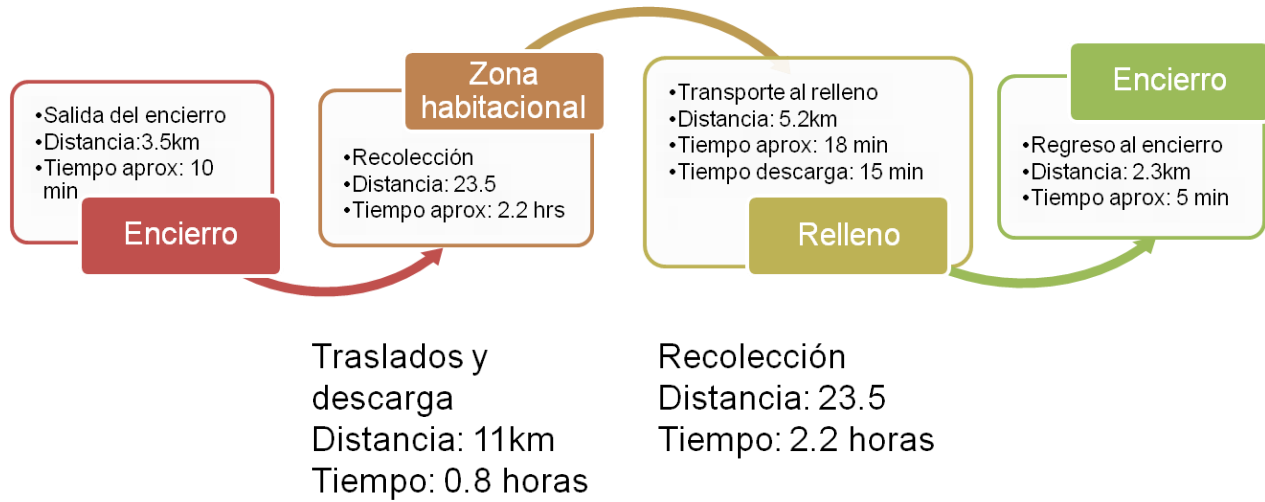 •Salida del encierro
•Distancia:3.5km
•Tiempo aprox: 10
min
Encierro
Zona
habitacional
•Recolección
•Distancia: 23.5
•Tiempo aprox: 2.2 hrs
•Transporte al relleno
•Distancia: 5.2km
•Tiempo aprox: 18 min
•Tiempo descarga: 15 min
Relleno
Encierro
•Regreso al encierro
•Distancia: 2.3km
•Tiempo aprox: 5 min
Traslados y
descarga
Distancia: 11km
Tiempo: 0.8 horas
Recolección
Distancia: 23.5
Tiempo: 2.2 horas